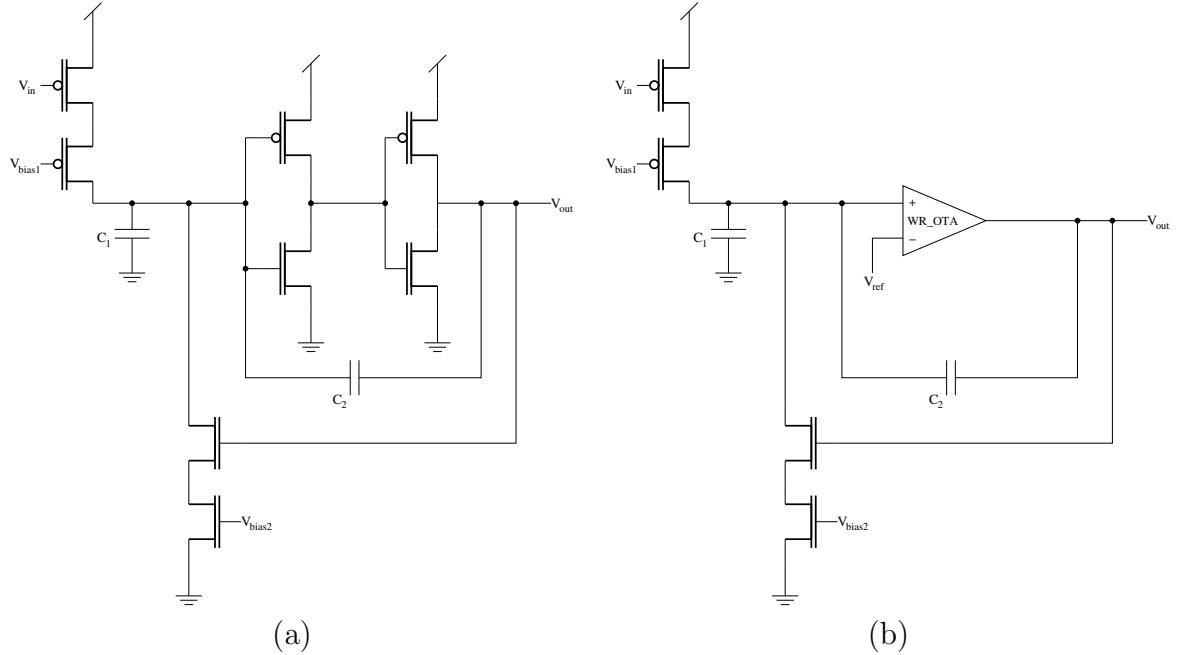 V_in
V_bias1
C_1
V_out
C_2
V_bias2
(a)
V_in
V_bias1
C_1
+
WR_OTA
−
V_ref
V_out
C_2
V_bias2
(b)